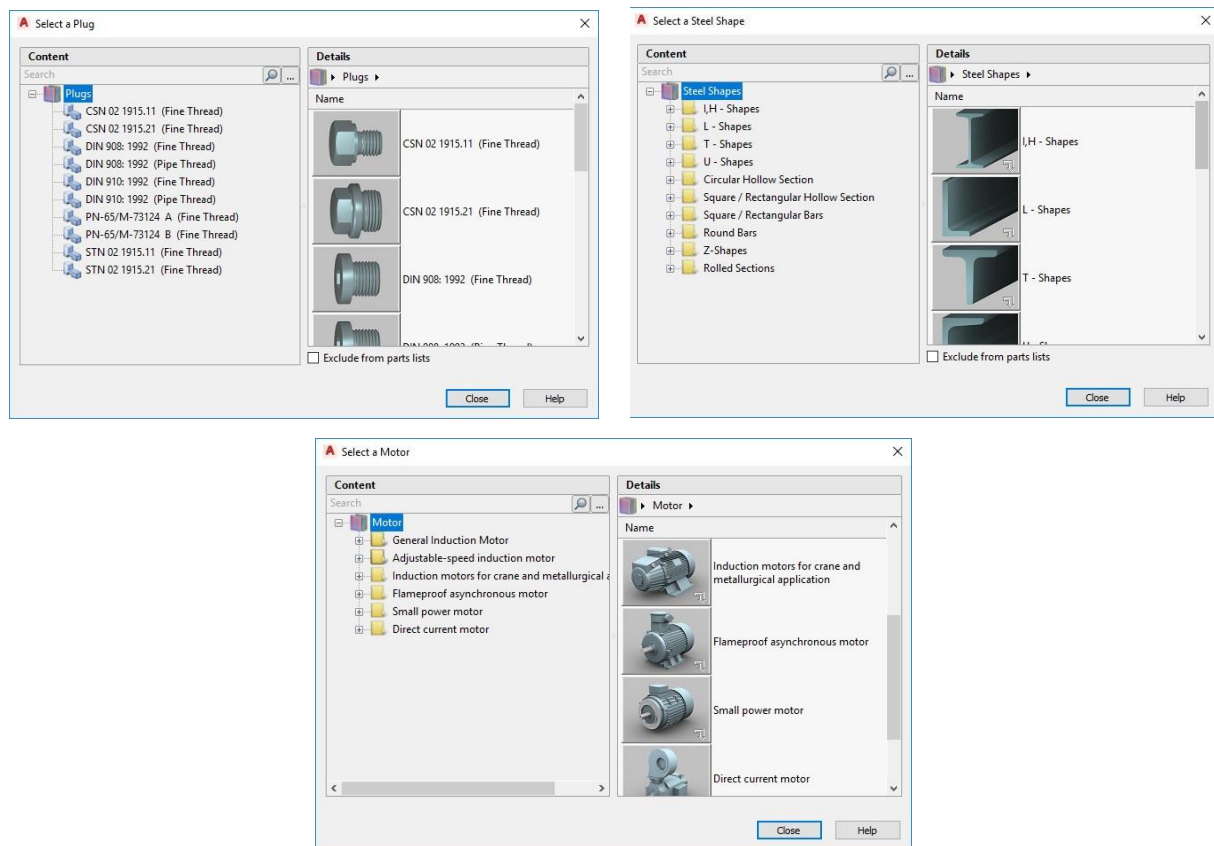 Select a Plug
Content
Search
...
Plugs
CSN 02 1915.11 (Fine Thread)
CSN 02 1915.21 (Fine Thread)
DIN 908: 1992 (Fine Thread)
DIN 908: 1992 (Pipe Thread)
DIN 910: 1992 (Fine Thread)
DIN 910: 1992 (Pipe Thread)
PN-65/M-73124 A (Fine Thread)
PN-65/M-73124 B (Fine Thread)
STN 02 1915.11 (Fine Thread)
STN 02 1915.21 (Fine Thread)
Details
Plugs
Name
CSN 02 1915.11 (Fine Thread)
CSN 02 1915.21 (Fine Thread)
DIN 908: 1992 (Fine Thread)
Exclude from parts lists
Close Help
Select a Steel Shape
Content
Search
...
Steel Shapes
I,H - Shapes
L - Shapes
T - Shapes
U - Shapes
Circular Hollow Section
Square / Rectangular Hollow Section
Square / Rectangular Bars
Round Bars
Z-Shapes
Rolled Sections
Details
Steel Shapes
Name
I,H - Shapes
L - Shapes
T - Shapes
Exclude from parts lists
Close Help
Select a Motor
Content
Search
...
Motor
General Induction Motor
Adjustable-speed induction motor
Induction motors for crane and metallurgical
Flameproof asynchronous motor
Small power motor
Direct current motor
Details
Motor
Name
Induction motors for crane and
metallurgical application
Flameproof asynchronous motor
Small power motor
Direct current motor
Close Help